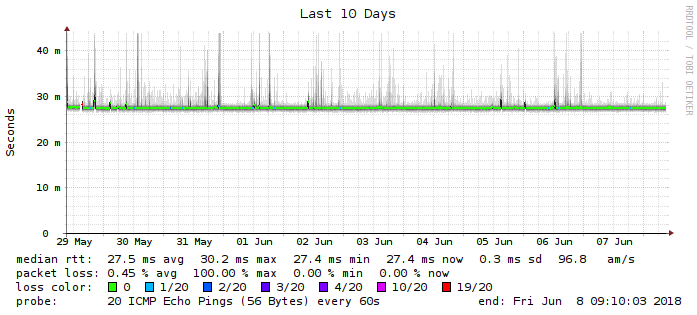 Last 10 Days
RRDTOOL / TOBI OETIKER
Seconds
40 m
30 m
20 m
10 m
0
29 May 30 May 31 May 01 Jun 02 Jun 03 Jun 04 Jun 05 Jun 06 Jun 07 Jun
median rtt: 27.5 ms avg 30.2 ms max 27.4 ms min 27.4 ms now 0.3 ms sd 96.8 am/s
packet loss: 0.45 % avg 100.00 % max 0.00 % min 0.00 % now
loss color: 0 1/20 2/20 3/20 4/20 10/20 19/20
probe: 20 ICMP Echo Pings (56 Bytes) every 60s end: Fri Jun 8 09:10:03 2018